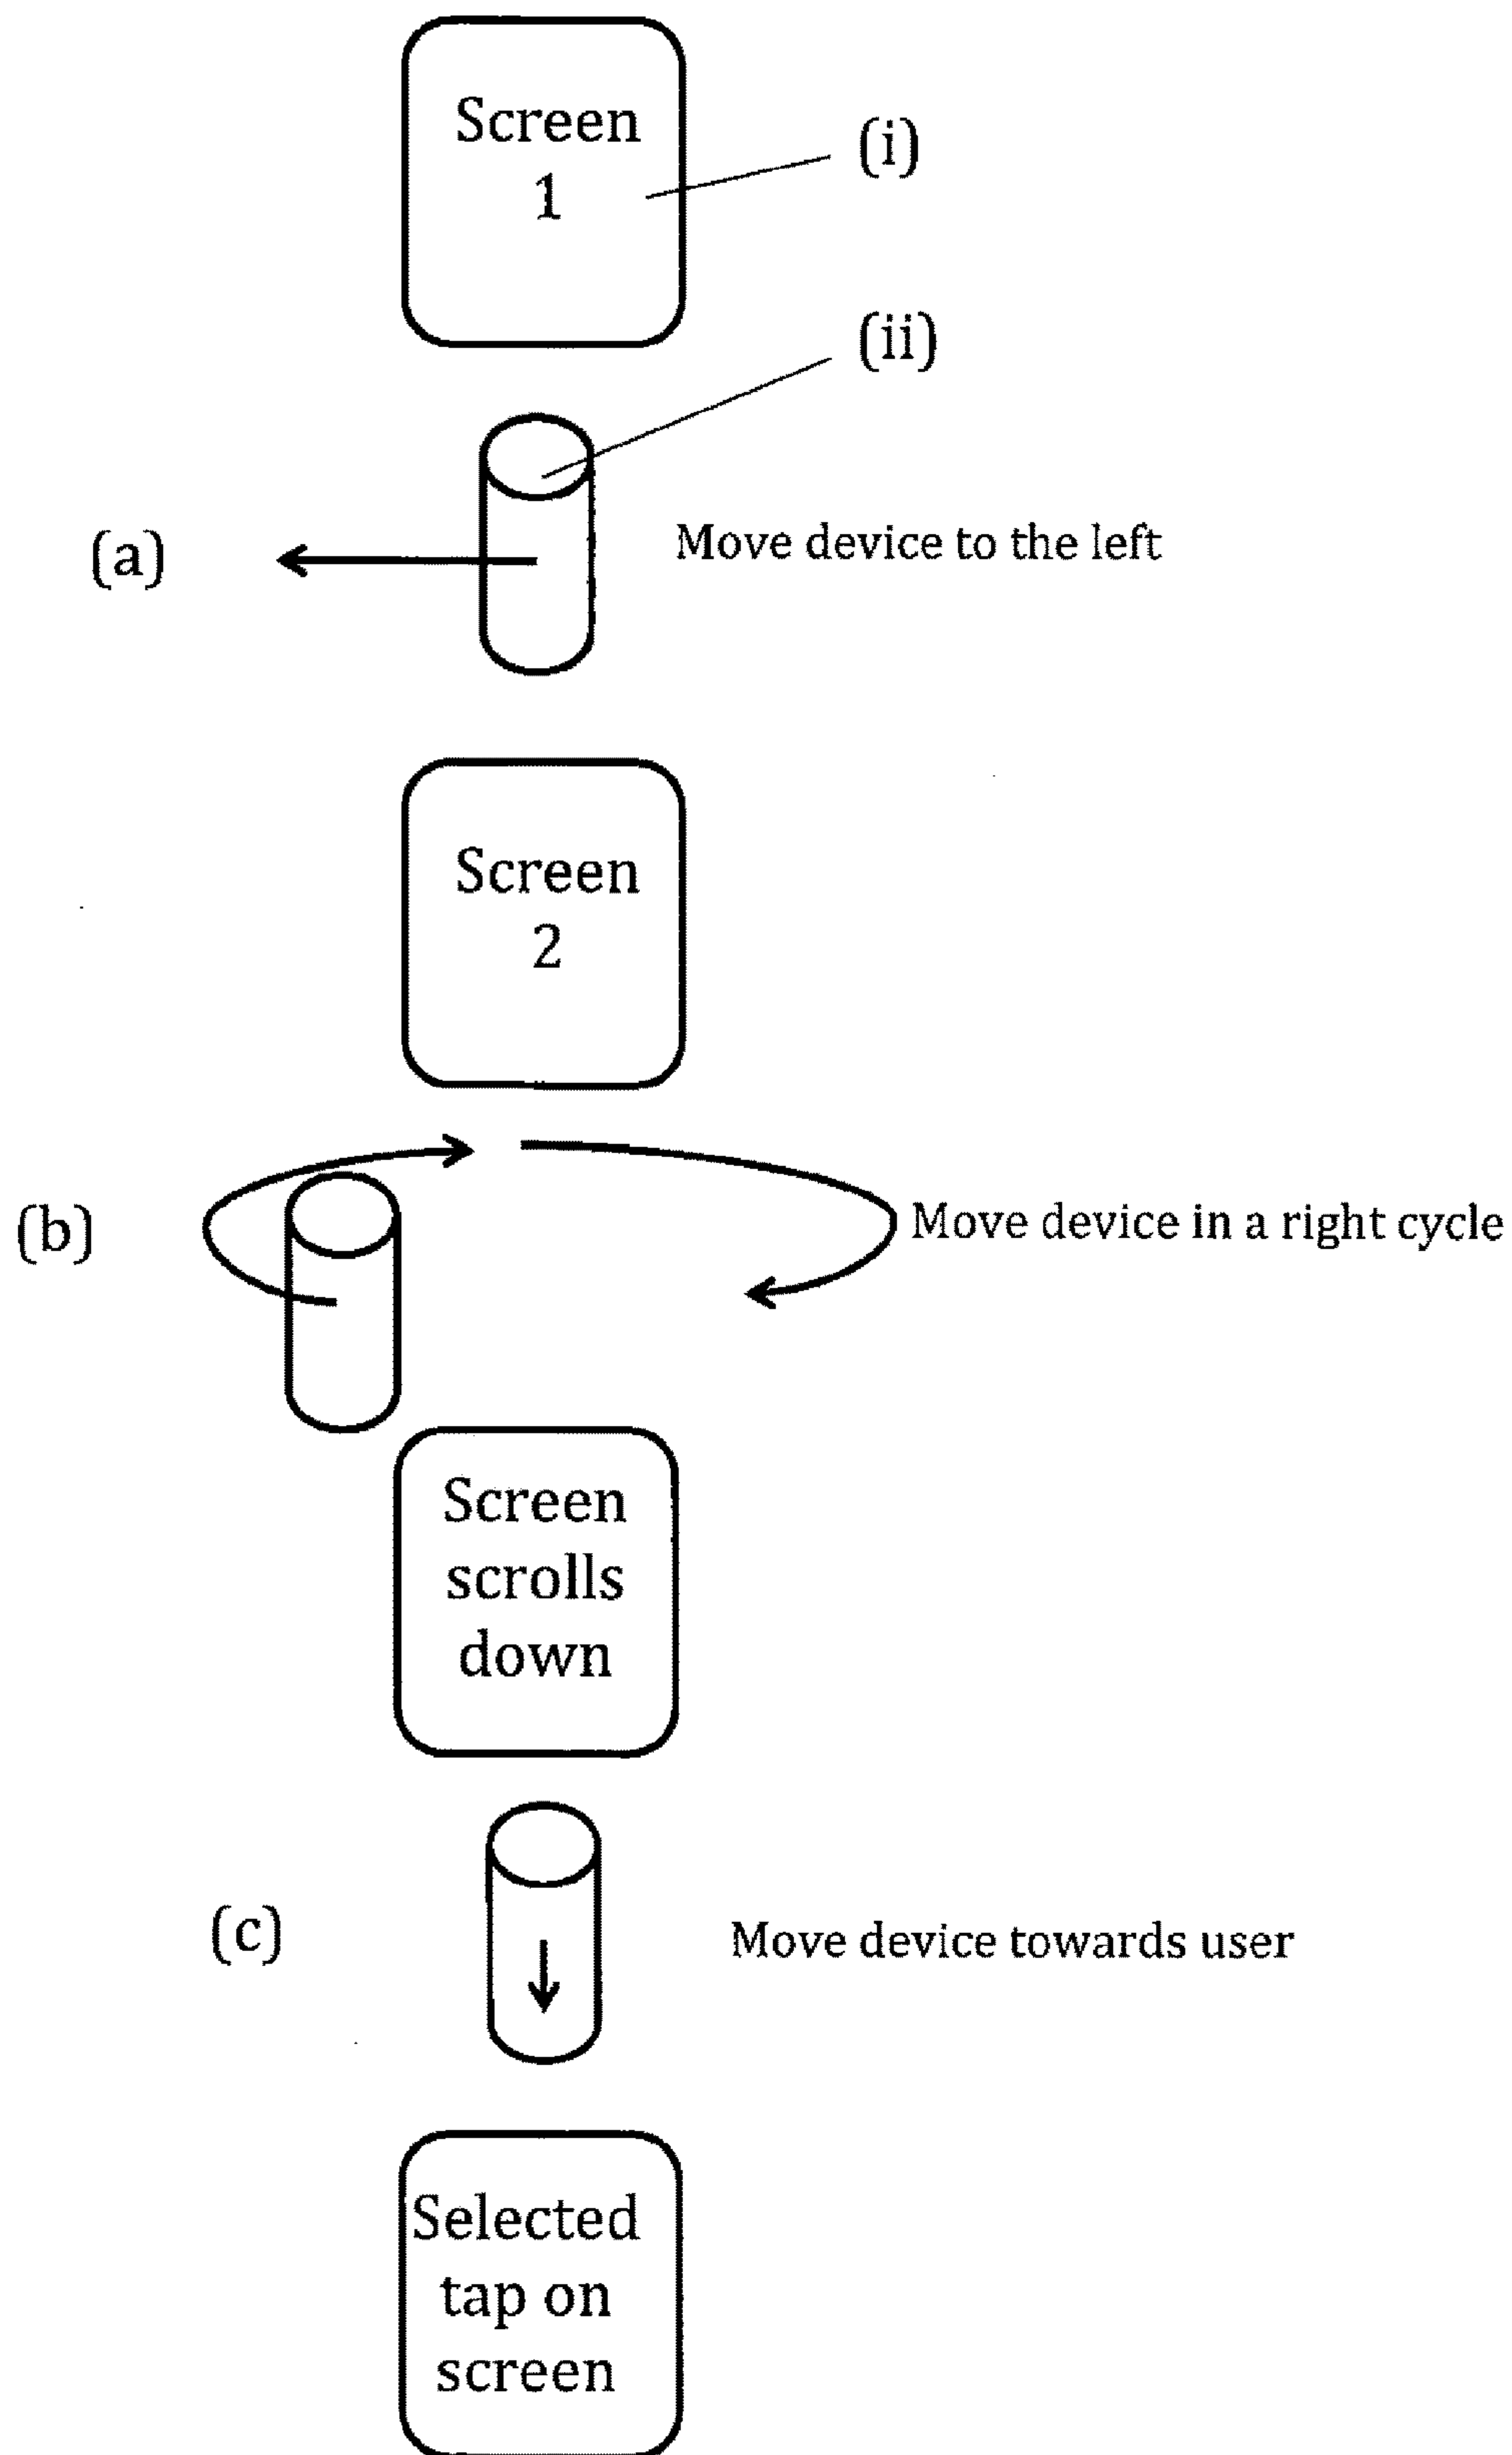 Screen
1
(i)
(ii)
(a)
Move device to the left
Screen
2
(b)
Move device in a right cycle
Screen
scrolls
down
(c)
Move device towards user
Selected
tap on
screen